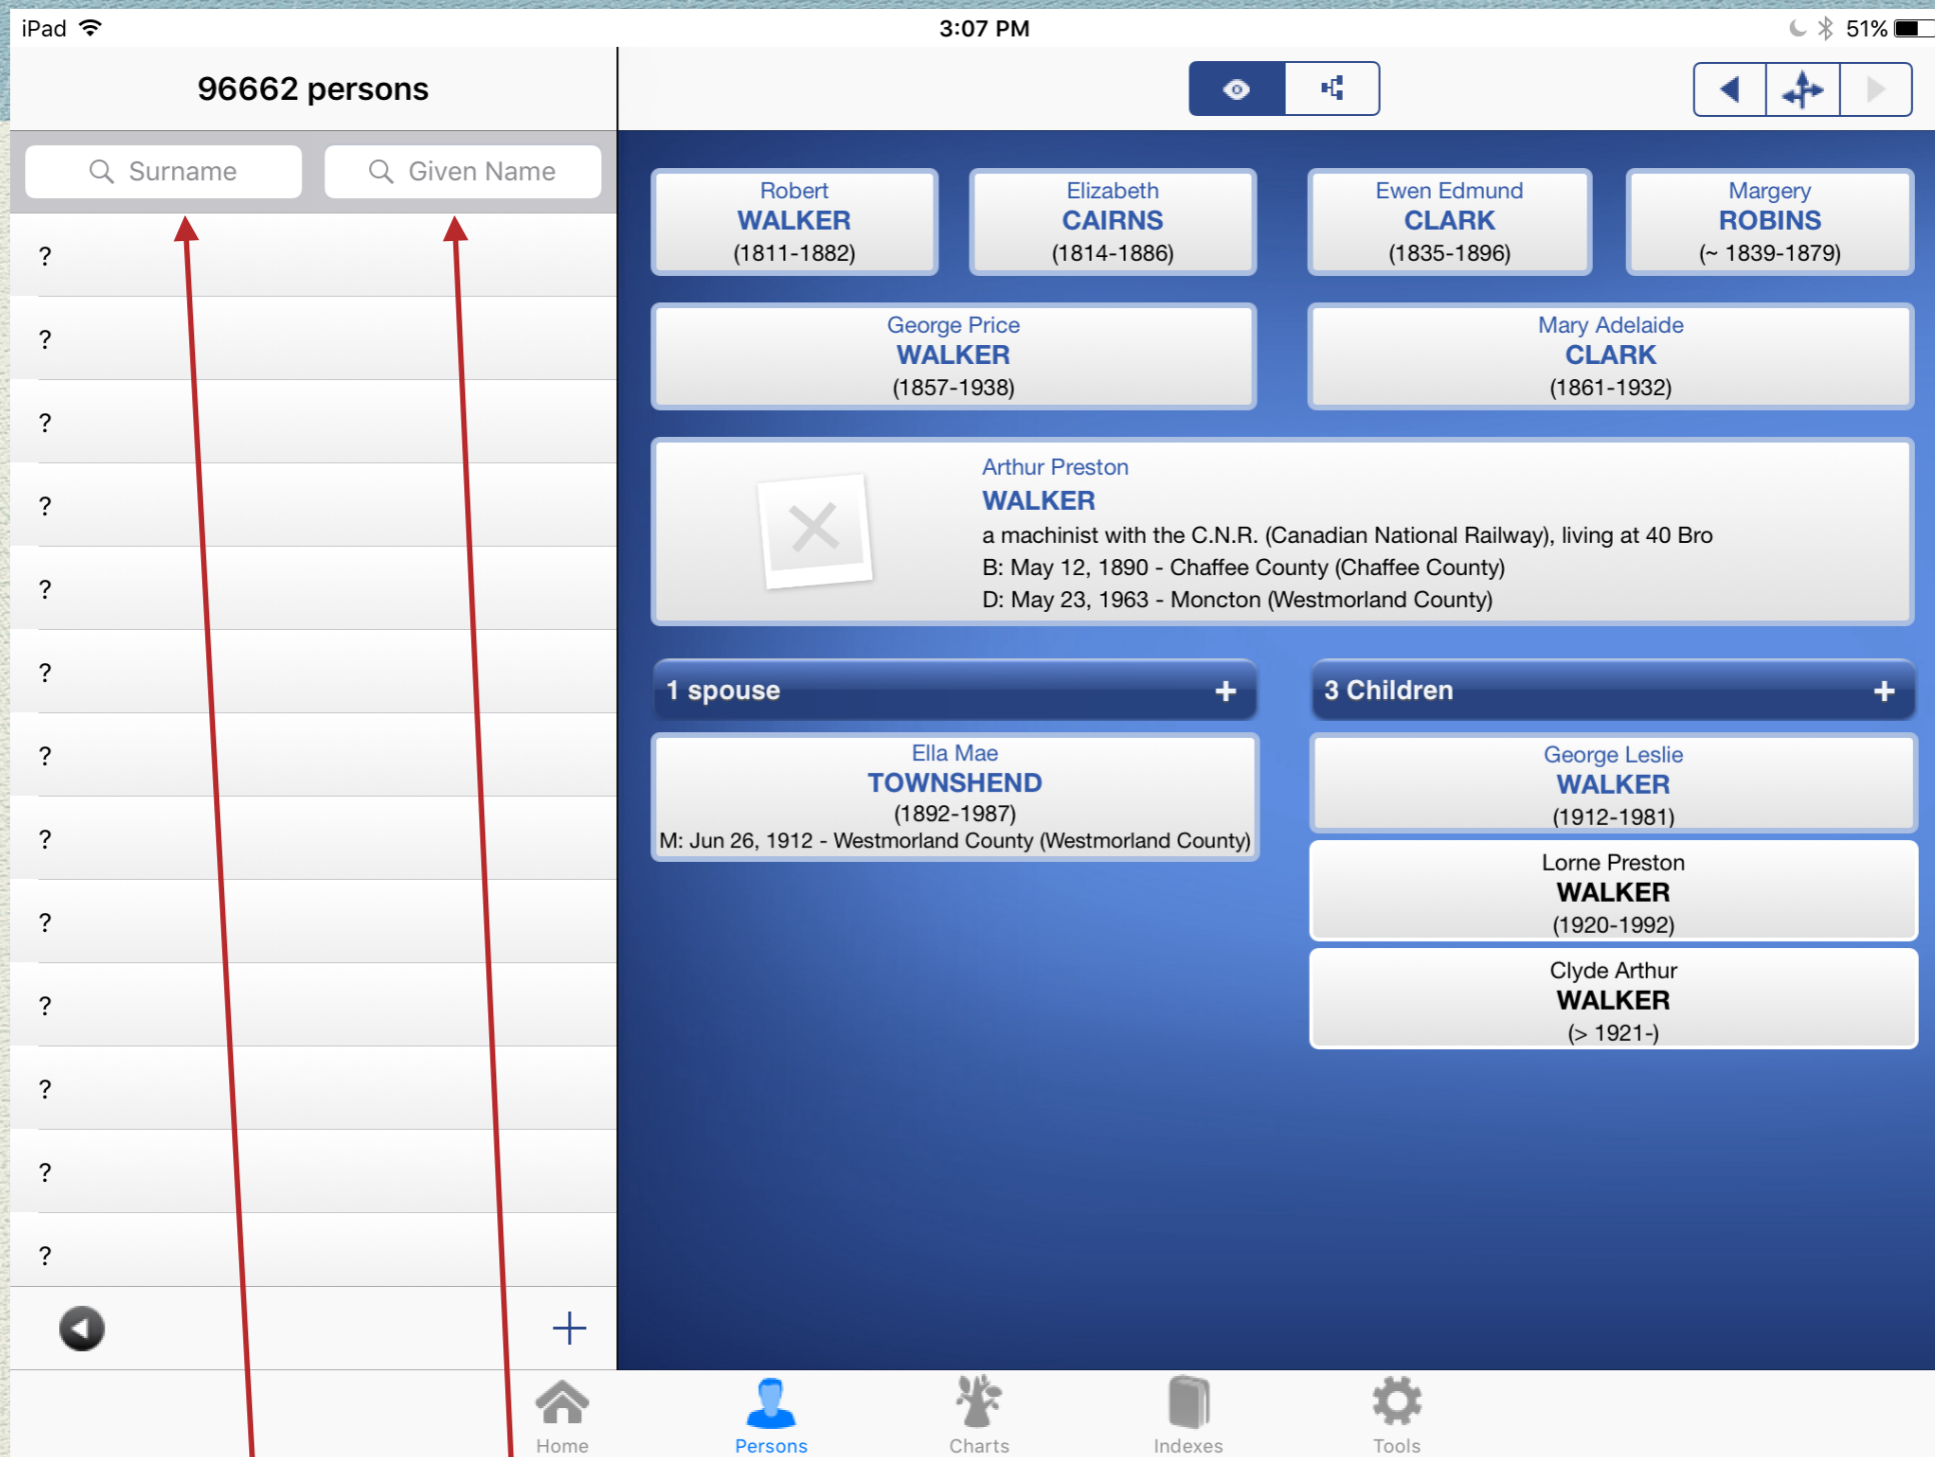 iPad
3:07 PM
51%
96662 persons
Surname
Given Name
?
?
?
?
?
?
?
?
?
?
?
?
?
Robert
WALKER
(1811-1882)
Elizabeth
CAIRNS
(1814-1886)
Ewen Edmund
CLARK
(1835-1896)
Margery
ROBINS
(~ 1839-1879)
George Price
WALKER
(1857-1938)
Mary Adelaide
CLARK
(1861-1932)
Arthur Preston
WALKER
a machinist with the C.N.R. (Canadian National Railway), living at 40 Bro
B: May 12, 1890 - Chaffee County (Chaffee County)
D: May 23, 1963 - Moncton (Westmorland County)
1 spouse +
Ella Mae
TOWNSHEND
(1892-1987)
M: Jun 26, 1912 - Westmorland County (Westmorland County)
3 Children +
George Leslie
WALKER
(1912-1981)
Lorne Preston
WALKER
(1920-1992)
Clyde Arthur
WALKER
(> 1921-)
Home
Persons
Charts
Indexes
Tools